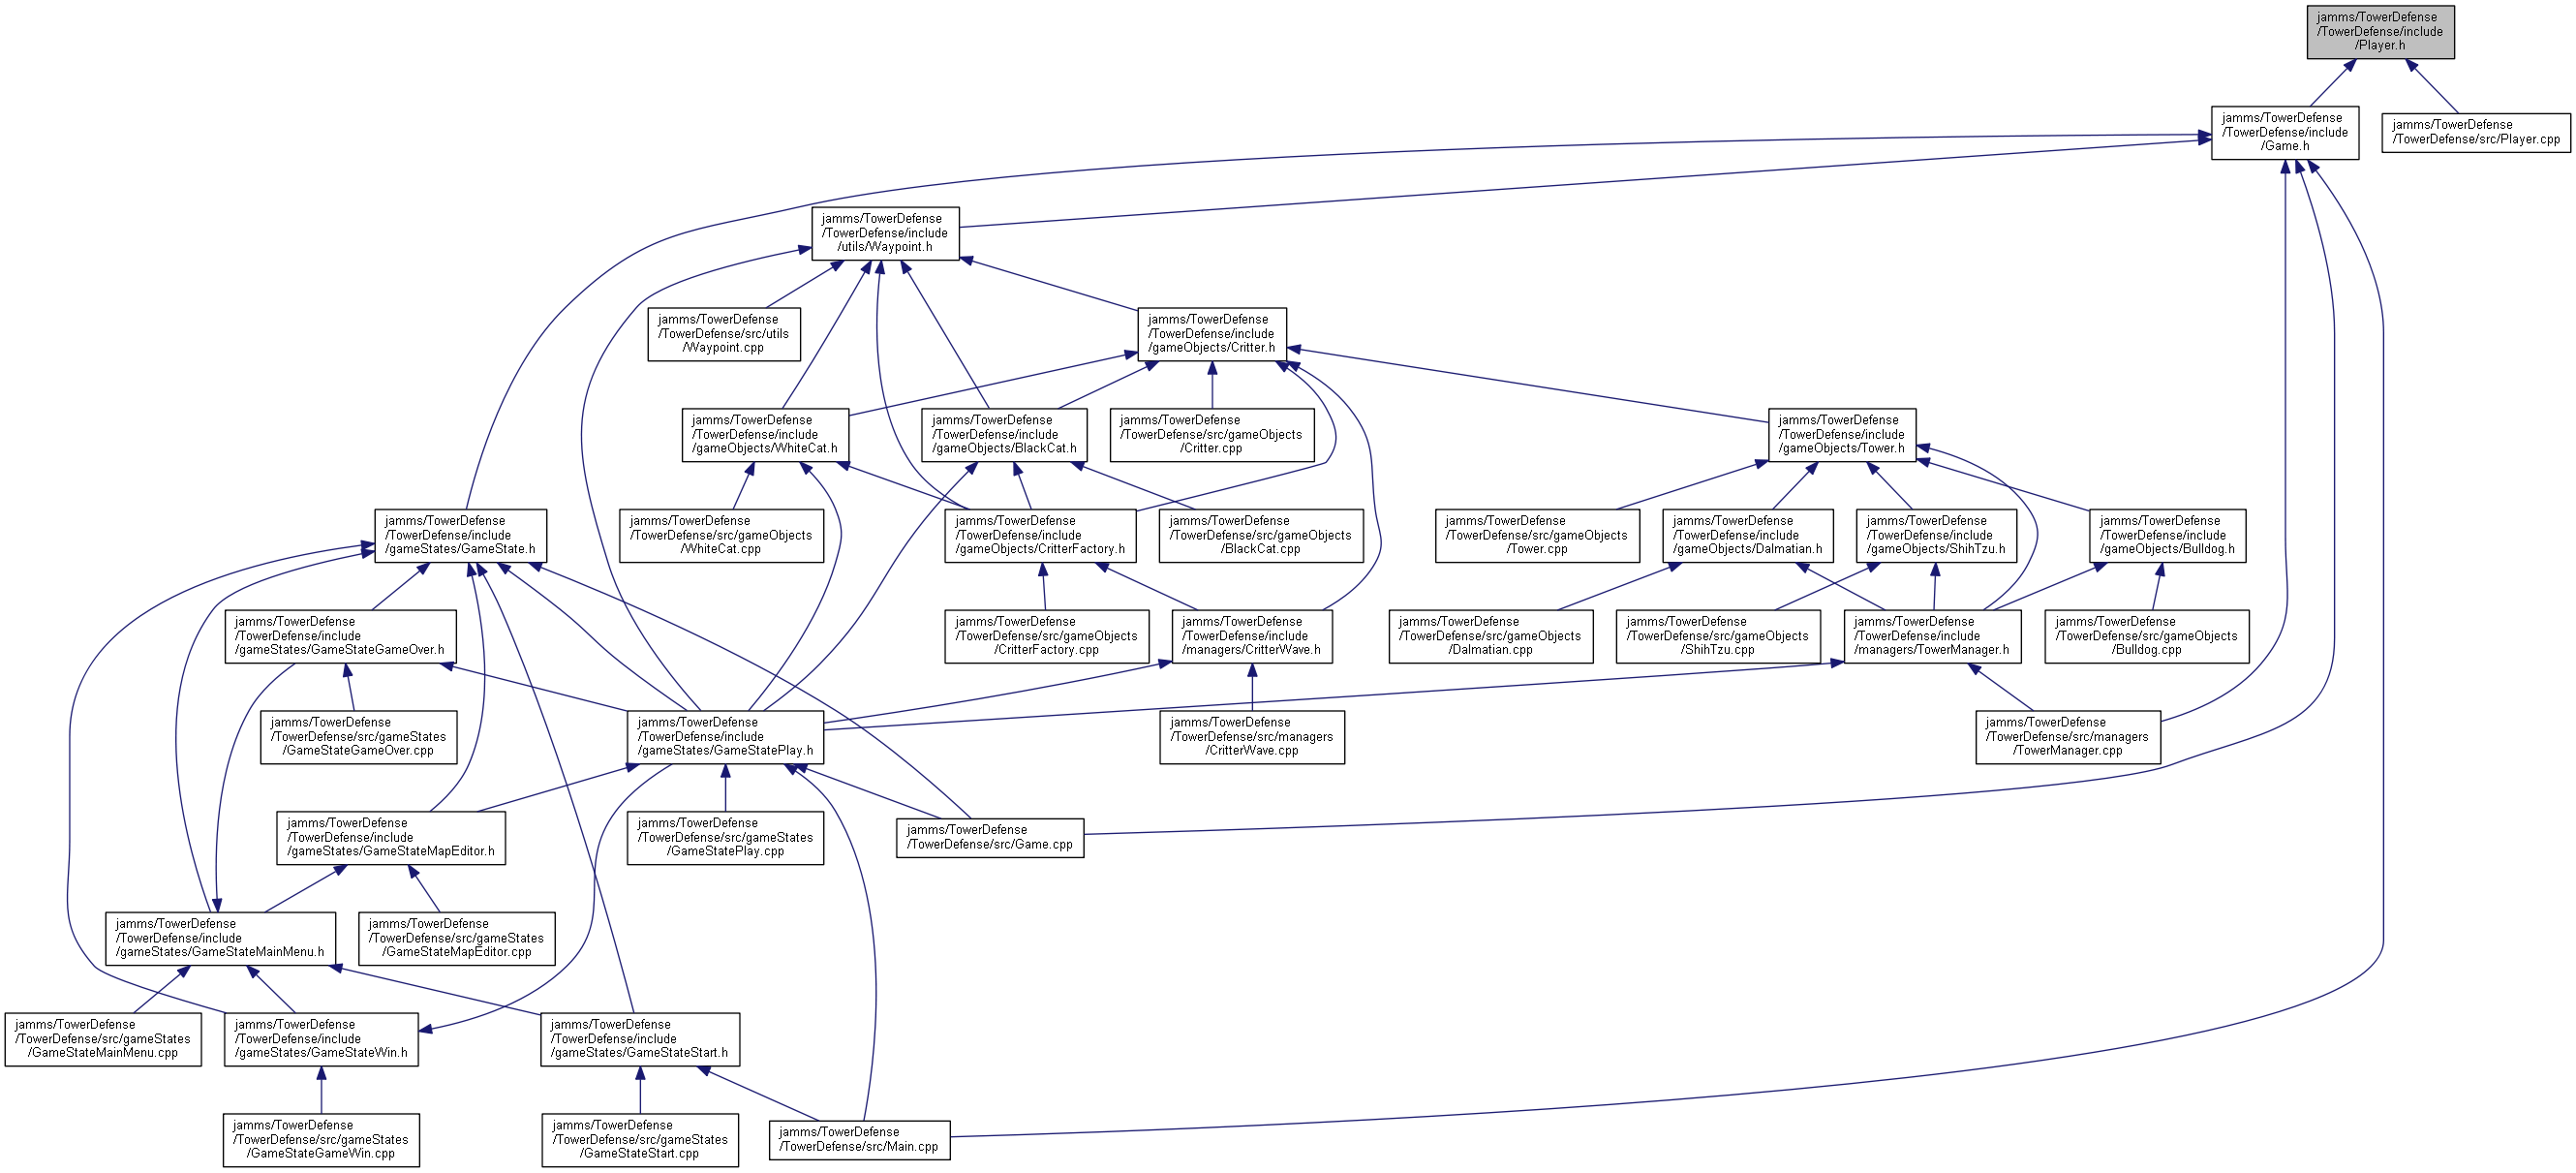 jamms/TowerDefense
/TowerDefense/include
/Player.h
jamms/TowerDefense
/TowerDefense/include
/Game.h
jamms/TowerDefense
/TowerDefense/src/Player.cpp
jamms/TowerDefense
/TowerDefense/include
/utils/Waypoint.h
jamms/TowerDefense
/TowerDefense/src/utils
/Waypoint.cpp
jamms/TowerDefense
/TowerDefense/include
/gameObjects/Critter.h
jamms/TowerDefense
/TowerDefense/include
/gameObjects/WhiteCat.h
jamms/TowerDefense
/TowerDefense/include
/gameObjects/BlackCat.h
jamms/TowerDefense
/TowerDefense/src/gameObjects
/Critter.cpp
jamms/TowerDefense
/TowerDefense/include
/gameObjects/Tower.h
jamms/TowerDefense
/TowerDefense/include
/gameStates/GameState.h
jamms/TowerDefense
/TowerDefense/src/gameObjects
/WhiteCat.cpp
jamms/TowerDefense
/TowerDefense/include
/gameObjects/CritterFactory.h
jamms/TowerDefense
/TowerDefense/src/gameObjects
/BlackCat.cpp
jamms/TowerDefense
/TowerDefense/src/gameObjects
/Tower.cpp
jamms/TowerDefense
/TowerDefense/include
/gameObjects/Dalmatian.h
jamms/TowerDefense
/TowerDefense/include
/gameObjects/ShihTzu.h
jamms/TowerDefense
/TowerDefense/include
/gameObjects/Bulldog.h
jamms/TowerDefense
/TowerDefense/include
/gameStates/GameStateGameOver.h
jamms/TowerDefense
/TowerDefense/src/gameObjects
/CritterFactory.cpp
jamms/TowerDefense
/TowerDefense/include
/managers/CritterWave.h
jamms/TowerDefense
/TowerDefense/src/gameObjects
/Dalmatian.cpp
jamms/TowerDefense
/TowerDefense/src/gameObjects
/ShihTzu.cpp
jamms/TowerDefense
/TowerDefense/include
/managers/TowerManager.h
jamms/TowerDefense
/TowerDefense/src/gameObjects
/Bulldog.cpp
jamms/TowerDefense
/TowerDefense/src/gameStates
/GameStateGameOver.cpp
jamms/TowerDefense
/TowerDefense/include
/gameStates/GameStatePlay.h
jamms/TowerDefense
/TowerDefense/src/managers
/CritterWave.cpp
jamms/TowerDefense
/TowerDefense/src/managers
/TowerManager.cpp
jamms/TowerDefense
/TowerDefense/include
/gameStates/GameStateMapEditor.h
jamms/TowerDefense
/TowerDefense/src/gameStates
/GameStatePlay.cpp
jamms/TowerDefense
/TowerDefense/src/Game.cpp
jamms/TowerDefense
/TowerDefense/include
/gameStates/GameStateMainMenu.h
jamms/TowerDefense
/TowerDefense/src/gameStates
/GameStateMapEditor.cpp
jamms/TowerDefense
/TowerDefense/src/gameStates
/GameStateMainMenu.cpp
jamms/TowerDefense
/TowerDefense/include
/gameStates/GameStateWin.h
jamms/TowerDefense
/TowerDefense/include
/gameStates/GameStateStart.h
jamms/TowerDefense
/TowerDefense/src/gameStates
/GameStateGameWin.cpp
jamms/TowerDefense
/TowerDefense/src/gameStates
/GameStateStart.cpp
jamms/TowerDefense
/TowerDefense/src/Main.cpp